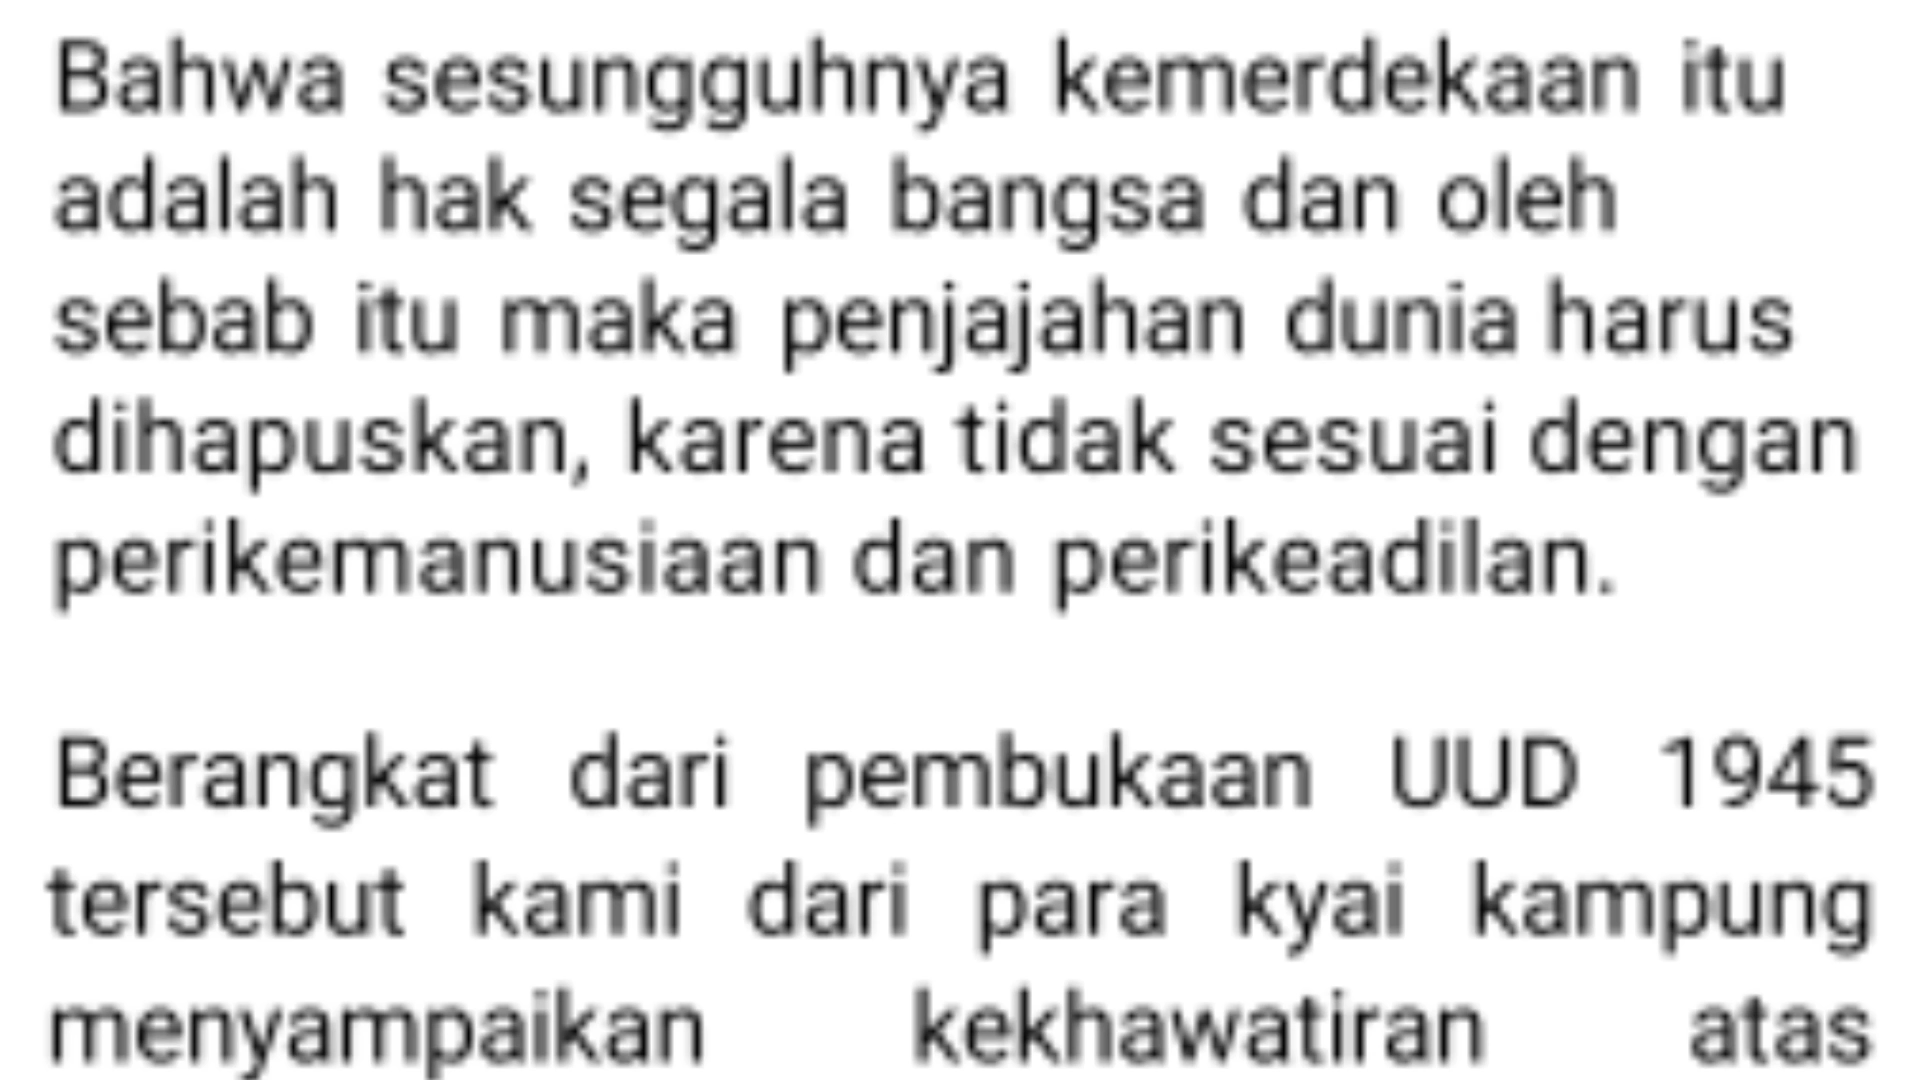 Bahwa sesungguhnya kemerdekaan itu
adalah hak segala bangsa dan oleh
sebab itu maka penjajahan dunia harus
dihapuskan, karena tidak sesuai dengan
perikemanusiaan dan perikeadilan.
Berangkat dari pembukaan UUD 1945
tersebut kami dari para kyai kampung
menyampaikan kekhawatiran atas